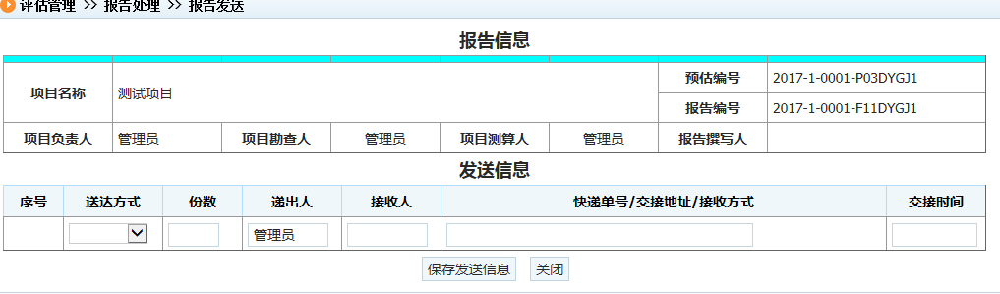 评估管理 >> 报告处理 >> 报告发送
报告信息
项目名称 测试项目 预估编号 2017-1-0001-P03DYGJ1
报告编号 2017-1-0001-F11DYGJ1
项目负责人 管理员 项目勘查人 管理员 项目测算人 管理员 报告撰写人
发送信息
序号 送达方式 份数 递出人 接收人 快递单号/交接地址/接收方式 交接时间
管理员
保存发送信息 关闭